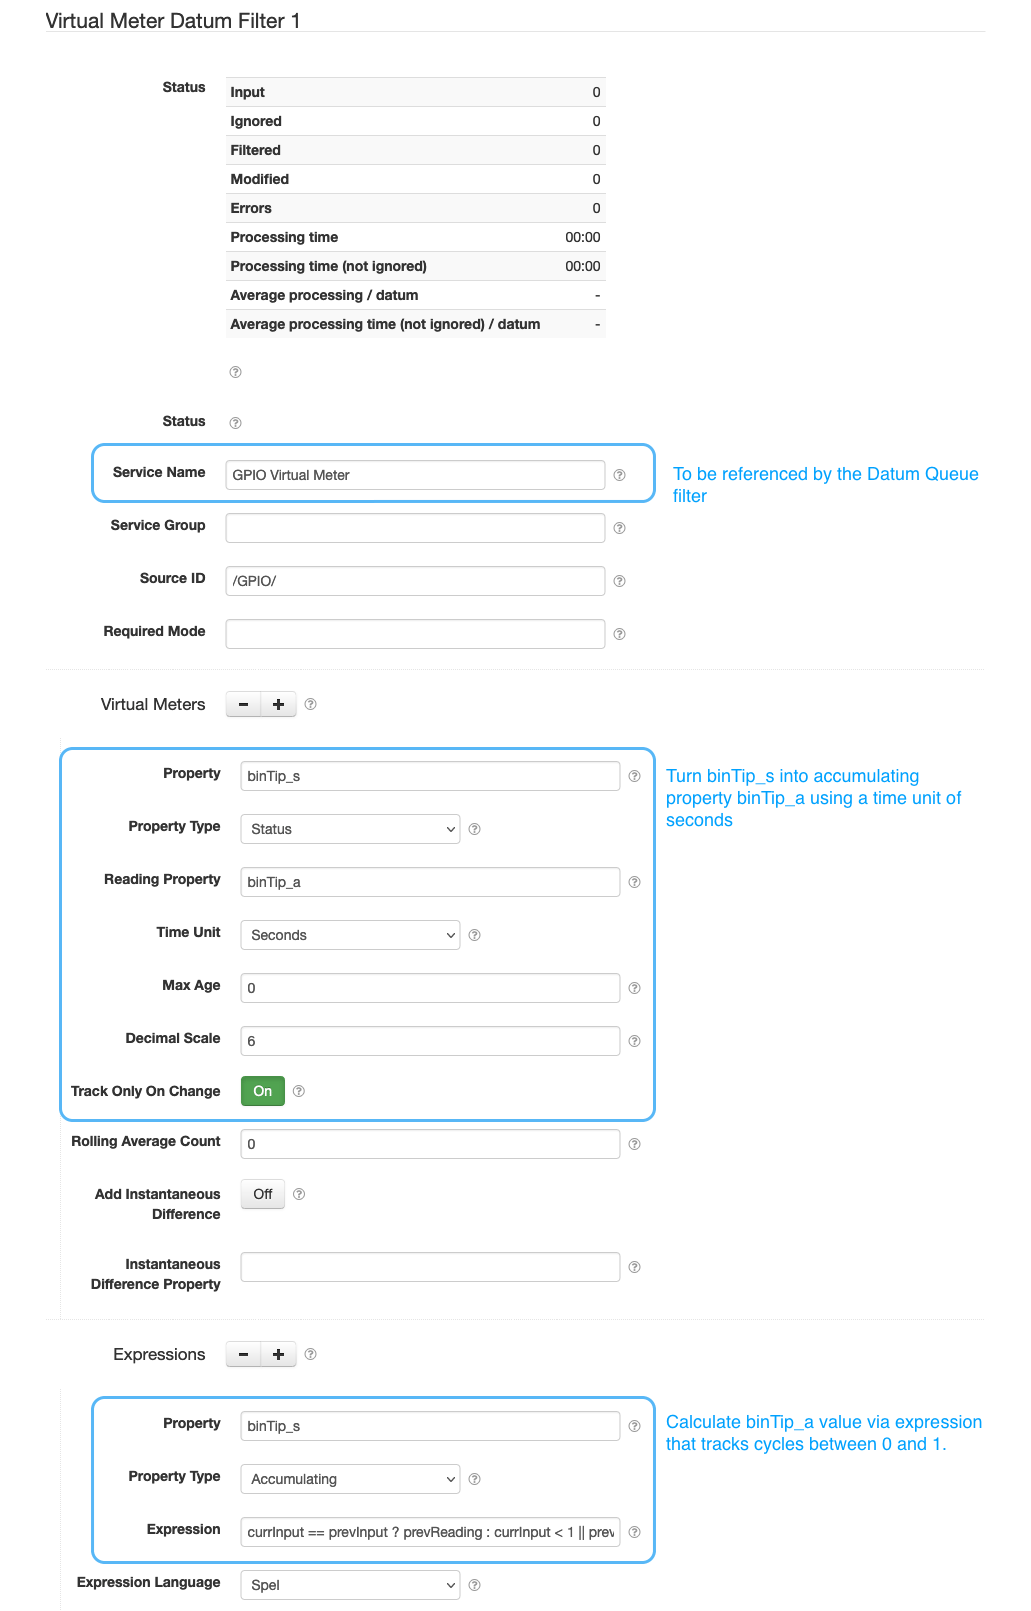 Virtual Meter Datum Filter 1
Status
Input 0
Ignored 0
Filtered 0
Modified 0
Errors 0
Processing time 00:00
Processing time (not ignored) 00:00
Average processing / datum -
Average processing time (not ignored) / datum -
Status
Service Name GPIO Virtual Meter
To be referenced by the Datum Queue
filter
Service Group
Source ID /GPIO/
Required Mode
Virtual Meters - +
Property binTip_s
Turn binTip_s into accumulating
property binTip_a using a time unit of
seconds
Property Type Status
Reading Property binTip_a
Time Unit Seconds
Max Age 0
Decimal Scale 6
Track Only On Change On
Rolling Average Count 0
Add Instantaneous
Difference
Off
Instantaneous
Difference Property
Expressions - +
Property binTip_s
Calculate binTip_a value via expression
that tracks cycles between 0 and 1.
Property Type Accumulating
Expression currInput == prevInput ? prevReading : currInput < 1 || prev
Expression Language Spel